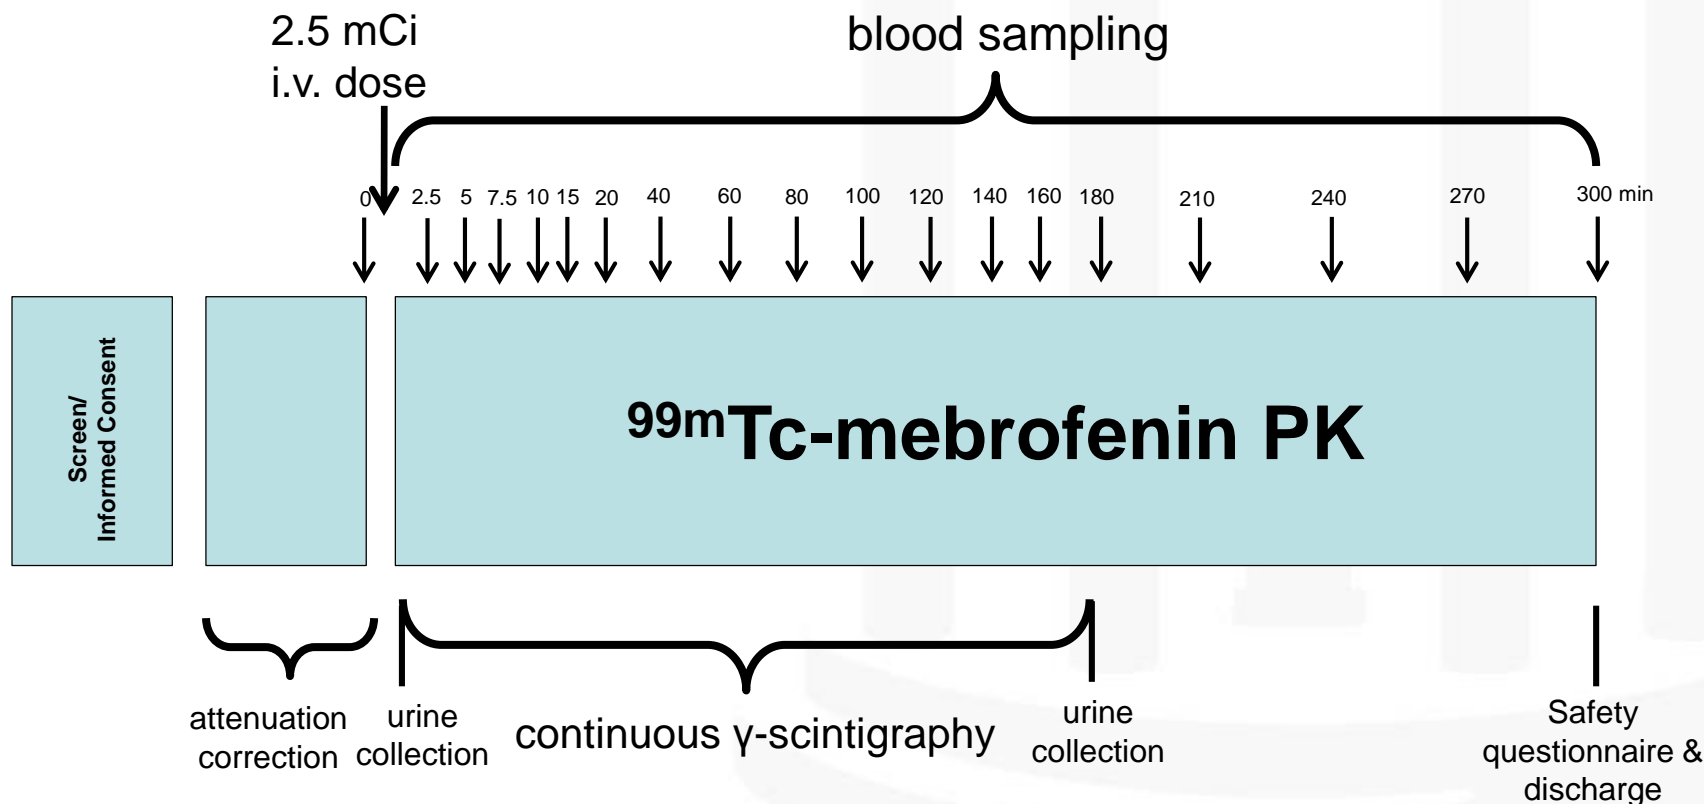 2.5 mCi
i.v. dose
blood sampling
0 2.5 5 7.5 10 15 20 40 60 80 100 120 140 160 180 210 240 270 300 min
Screen/
Informed Consent
99mTc-mebrofenin PK
attenuation
correction
urine
collection
continuous γ-scintigraphy
urine
collection
Safety
questionnaire &
discharge